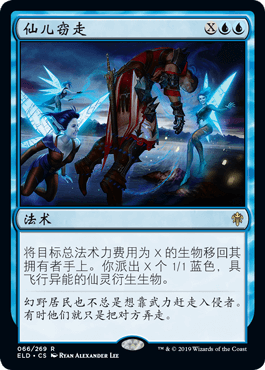 仙儿窃走 X
法术
将目标总法术力费用为 X 的生物移回其
拥有者手上。你派出 X 个 1/1 蓝色,具
飞行异能的仙灵衍生生物。
幻野居民也不总是想靠武力赶走入侵者。
有时他们就只是把对方弄走。
066/269 R
ELD • CS RYAN ALEXANDER LEE
™ & © 2019 Wizards of the Coast